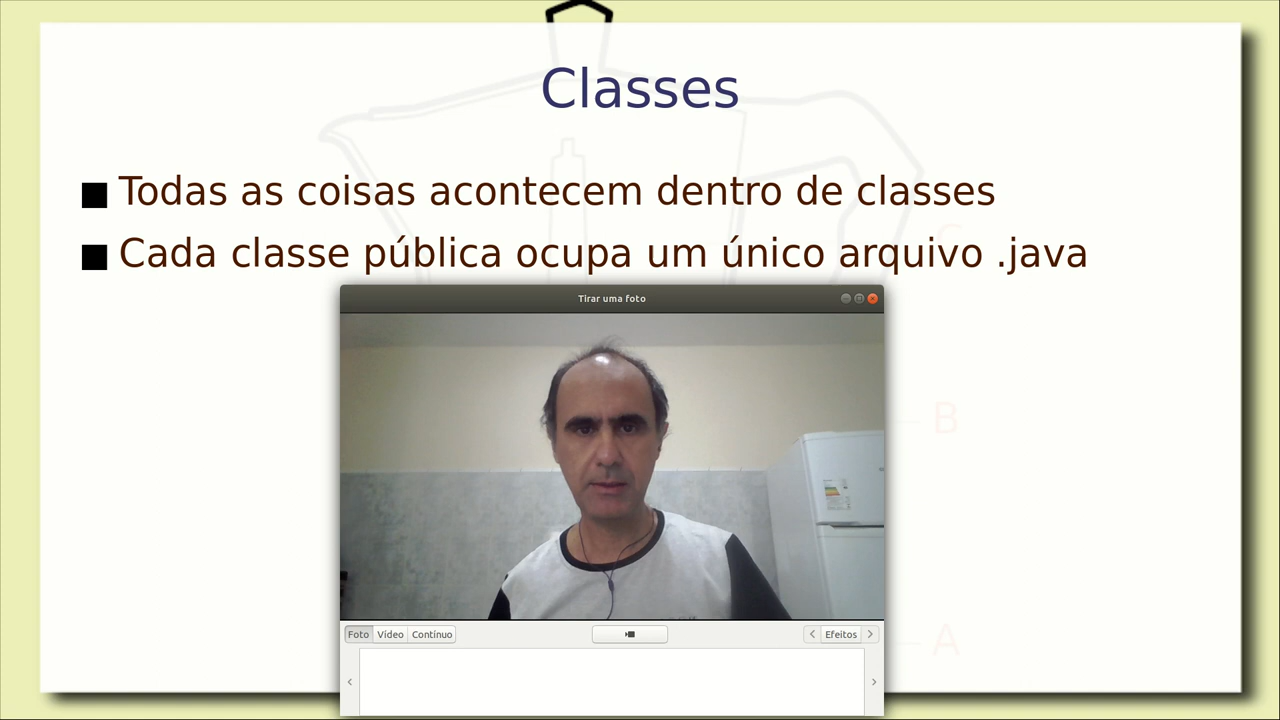 Classes
Todas as coisas acontecem dentro de classes
Cada classe pública ocupa um único arquivo .java
C
Tirar uma foto
B
Foto Vídeo Contínuo Efeitos
A